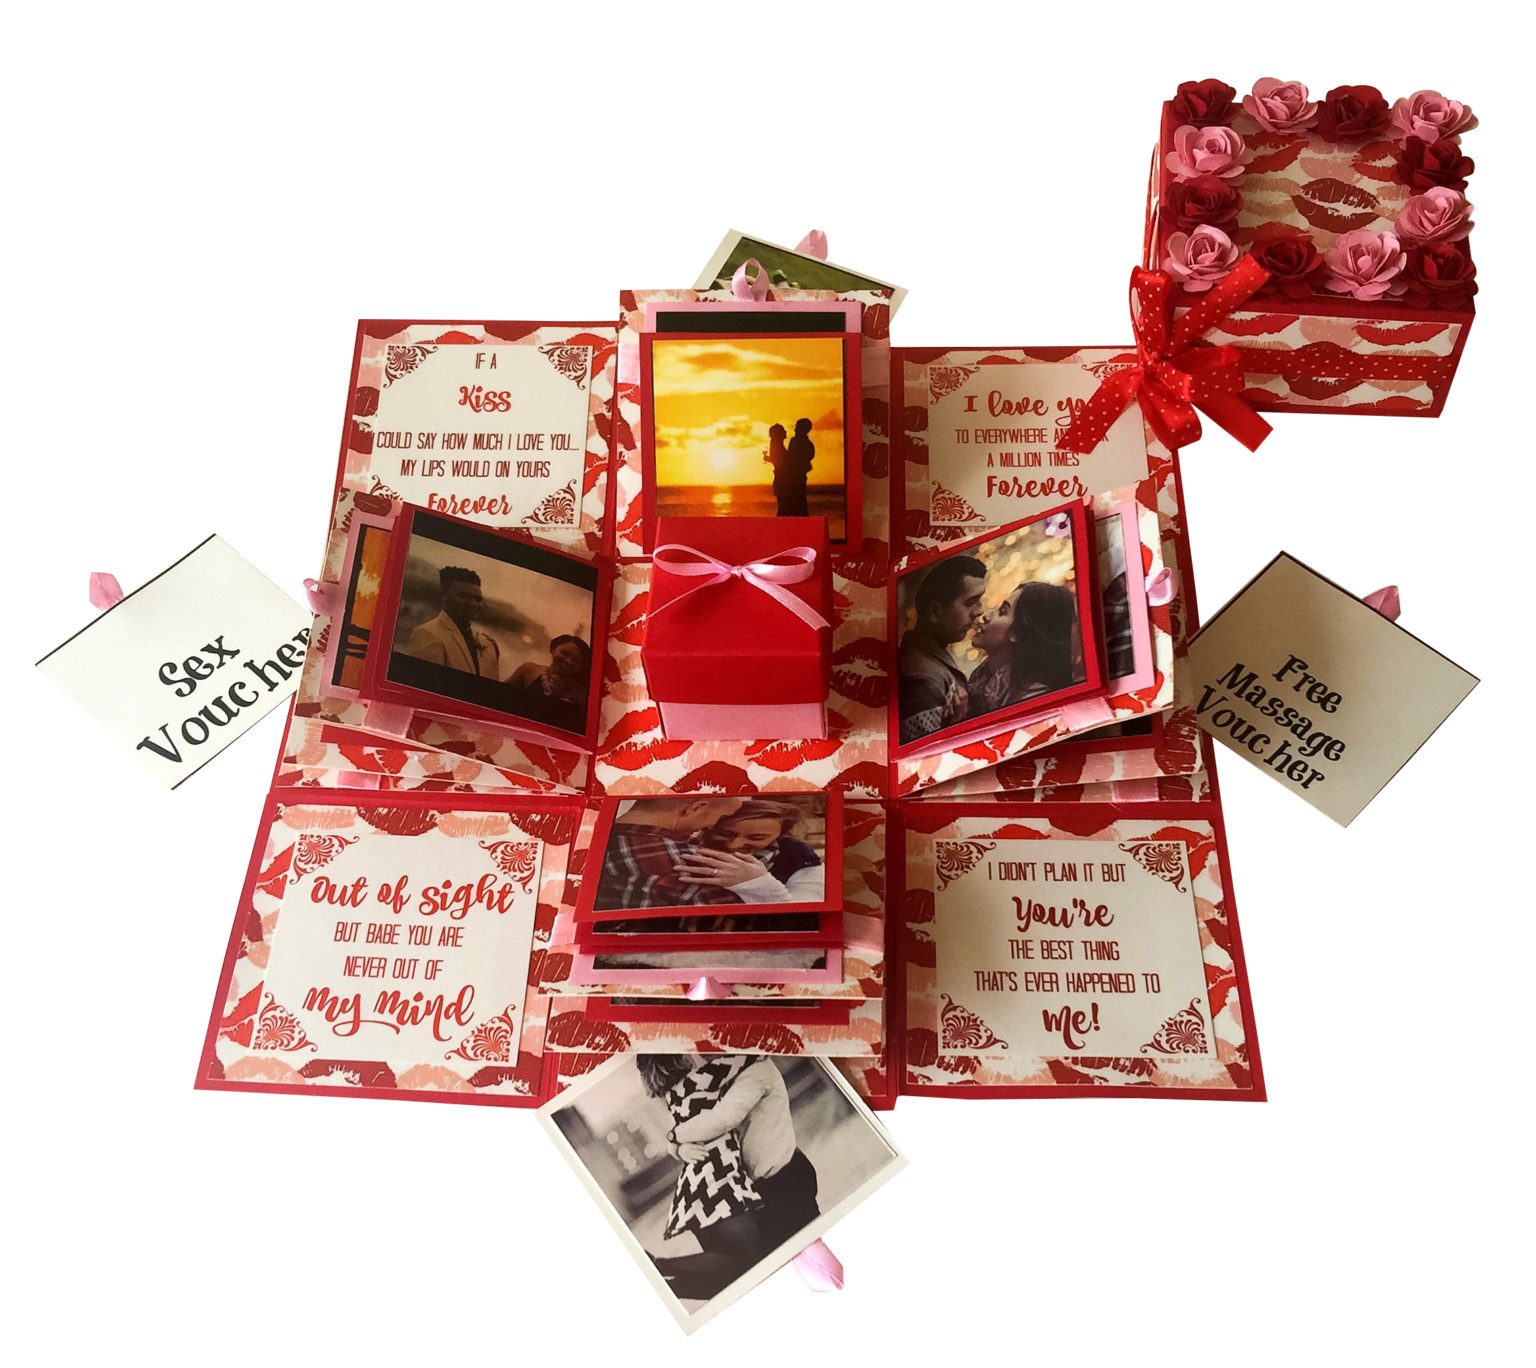 IF A
Kiss
COULD SAY HOW MUCH I LOVE YOU...
MY LIPS WOULD ON YOURS
Forever
I love
TO EVERYWHERE
A MILLION TIMES
Forever
Sex
Voucher
Free
Massage
Voucher
Out of sight
BUT BABE YOU ARE
NEVER OUT OF
my mind
I DIDN'T PLAN IT BUT
You're
THE BEST THING
THAT'S EVER HAPPENED TO
me!